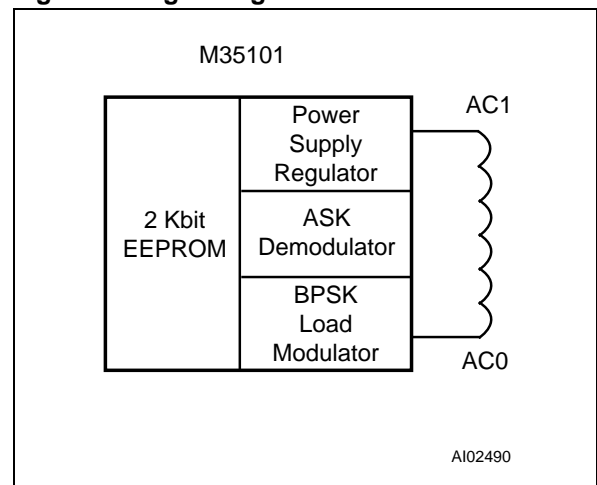 M35101
AC1
Power
Supply
Regulator
2 Kbit
EEPROM
ASK
Demodulator
BPSK
Load
Modulator
AC0
AI02490